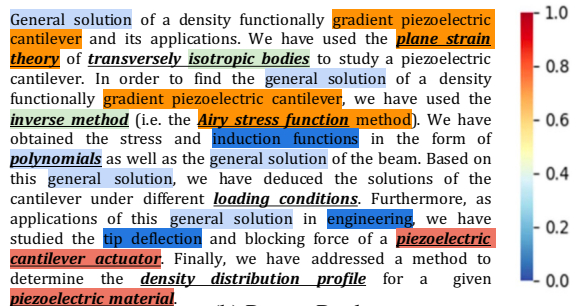 General solution of a density functionally gradient piezoelectric
cantilever and its applications. We have used the plane strain
theory of transversely isotropic bodies to study a piezoelectric
cantilever. In order to find the general solution of a density
functionally gradient piezoelectric cantilever, we have used the
inverse method (i.e. the Airy stress function method). We have
obtained the stress and induction functions in the form of
polynomials as well as the general solution of the beam. Based on
this general solution, we have deduced the solutions of the
cantilever under different loading conditions. Furthermore, as
applications of this general solution in engineering, we have
studied the tip deflection and blocking force of a piezoelectric
cantilever actuator. Finally, we have addressed a method to
determine the density distribution profile for a given
piezoelectric material.
1.0
0.8
0.6
0.4
0.2
0.0